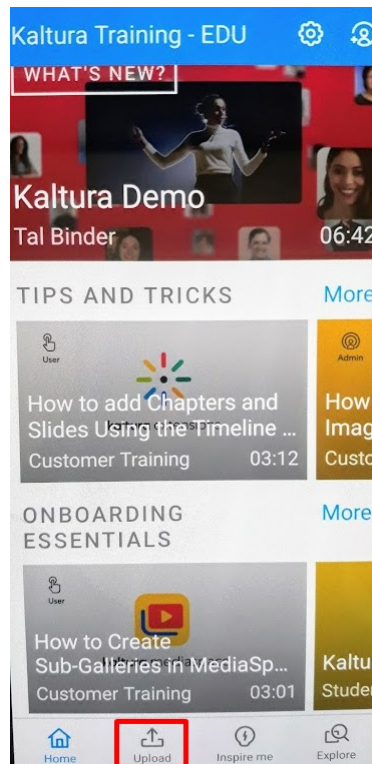 Kaltura Training - EDU
WHAT'S NEW?
Kaltura Demo
Tal Binder 06:42
TIPS AND TRICKS More
User
Admin
How to add Chapters and
Slides Using the Timeline ...
Customer Training 03:12
How
Imag
Custo
ONBOARDING
ESSENTIALS
More
User
How to Create
Sub-Galleries in MediaSp...
Customer Training 03:01
Kaltu
Stude
Home Upload Inspire me Explore